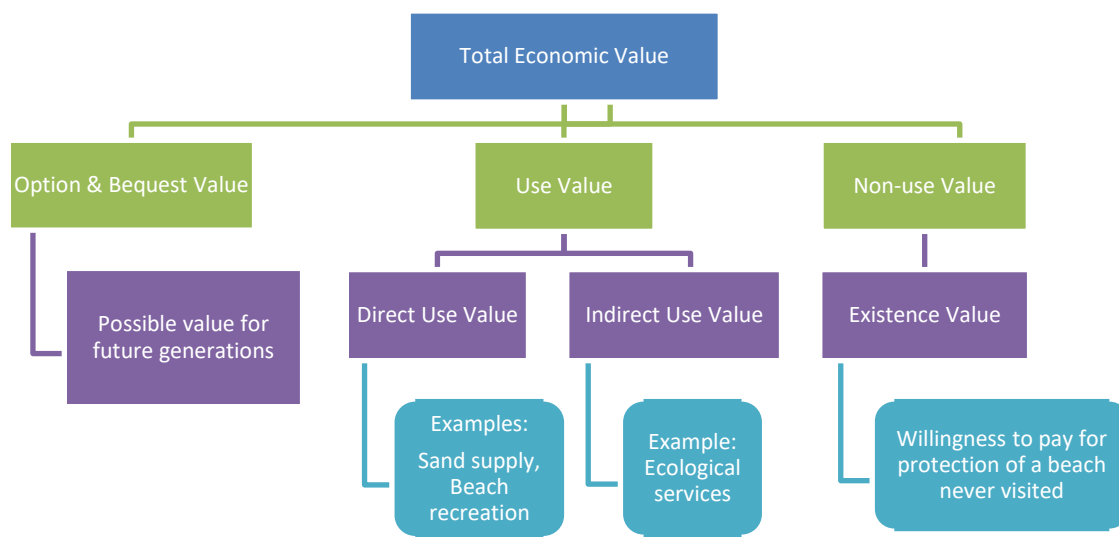 Total Economic Value
Option & Bequest Value
Use Value
Non-use Value
Possible value for
future generations
Direct Use Value
Indirect Use Value
Existence Value
Examples:
Sand supply,
Beach
recreation
Example:
Ecological
services
Willingness to pay for
protection of a beach
never visited